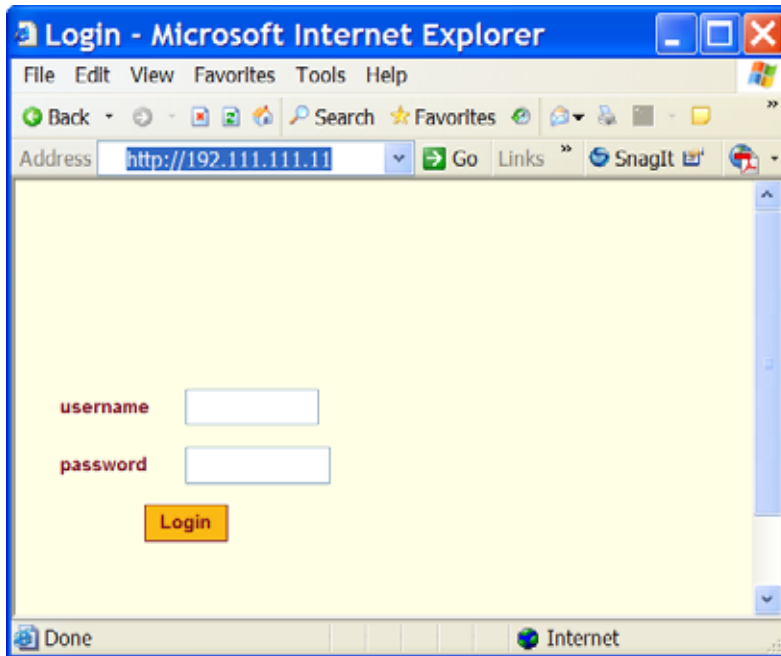 Login - Microsoft Internet Explorer
File Edit View Favorites Tools Help
Back Search Favorites »
Address http://192.111.111.11 Go Links » SnagIt
username
password
Login
Done Internet